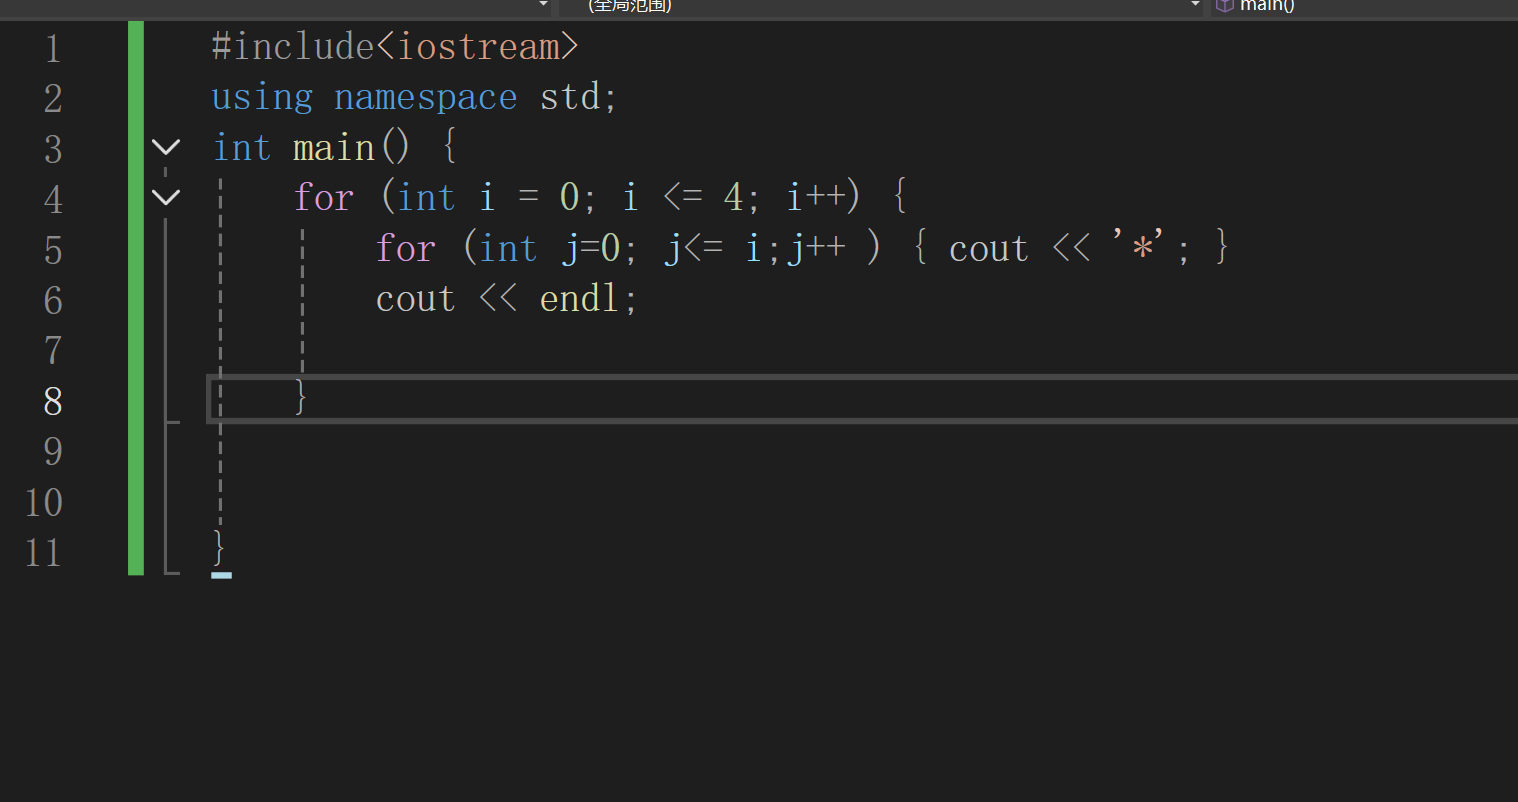 (全局范围) main()
1 #include<iostream>
2 using namespace std;
3 int main() {
4 for (int i = 0; i <= 4; i++) {
5 for (int j=0; j<= i;j++ ) { cout << '*'; }
6 cout << endl;
7
8 }
9
10
11 }